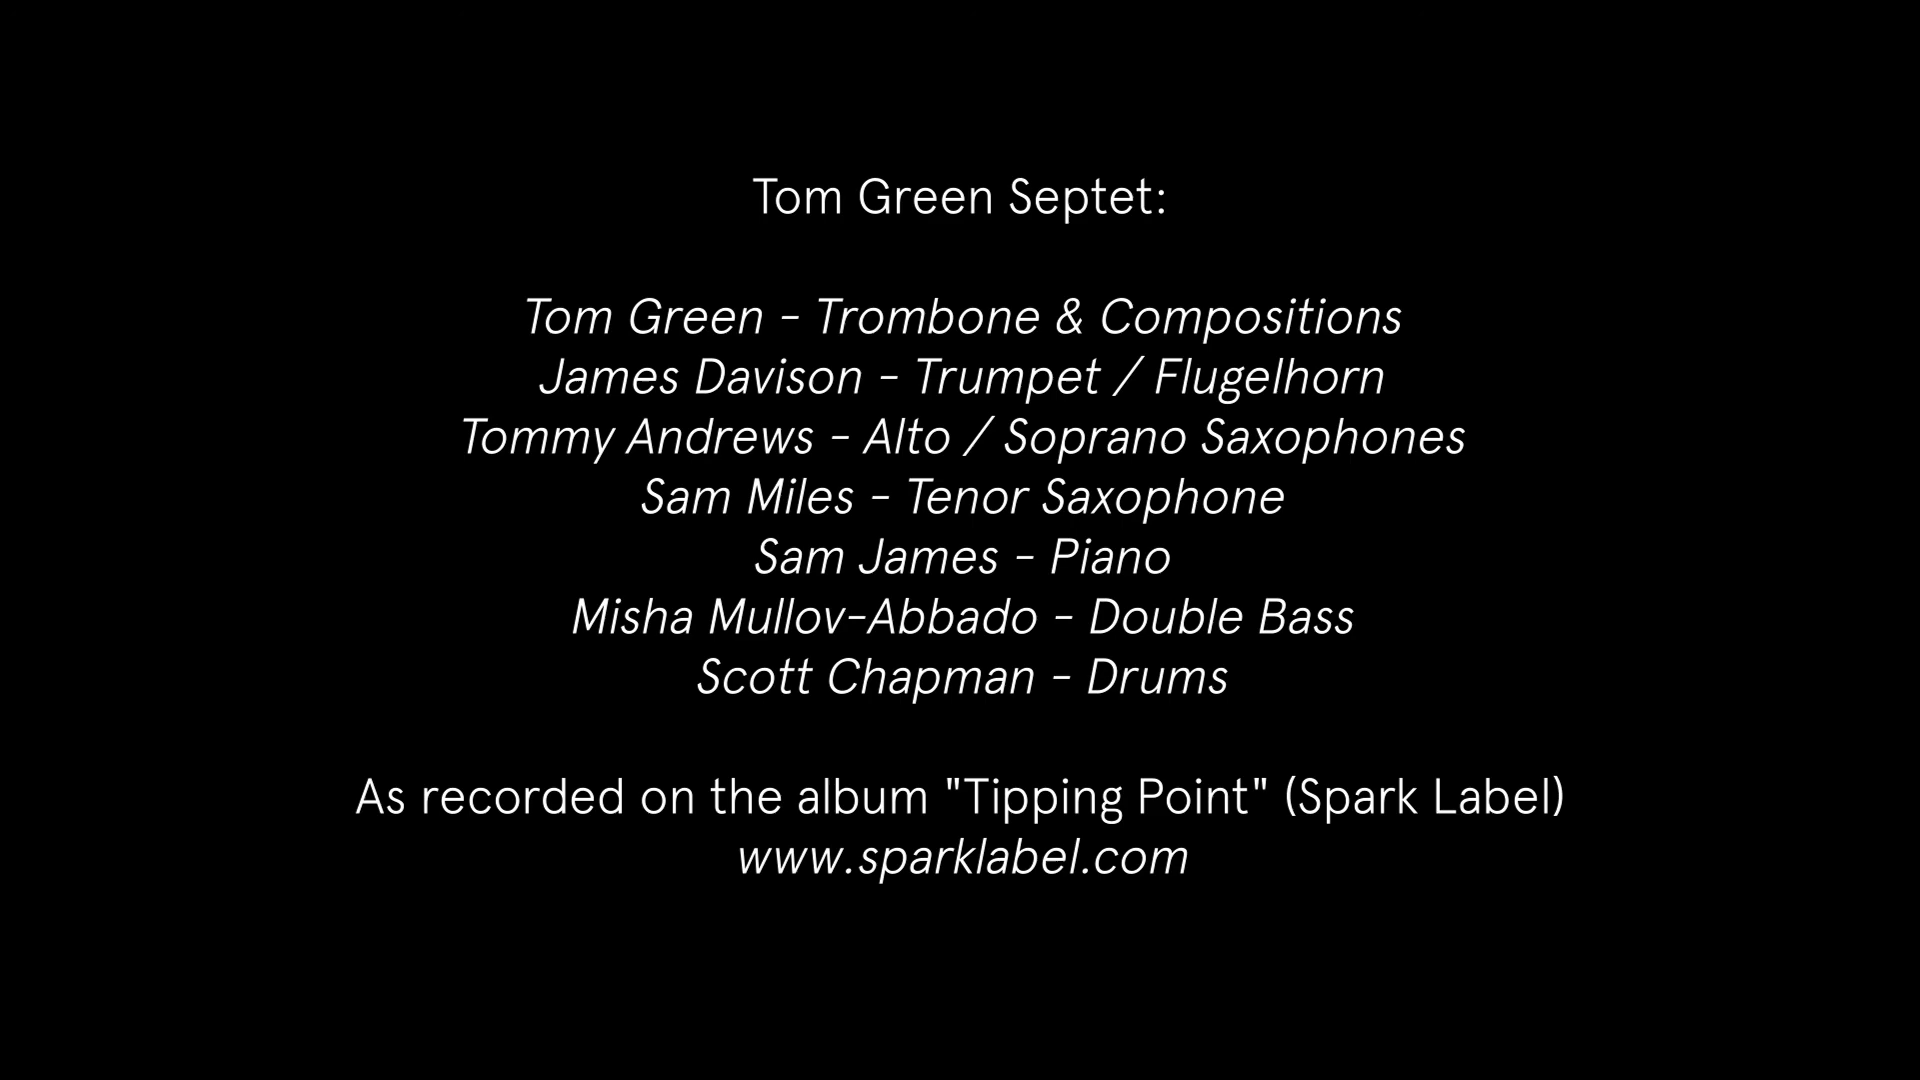 Tom Green Septet:
Tom Green - Trombone & Compositions
James Davison - Trumpet / Flugelhorn
Tommy Andrews - Alto / Soprano Saxophones
Sam Miles - Tenor Saxophone
Sam James - Piano
Misha Mullov-Abbado - Double Bass
Scott Chapman - Drums
As recorded on the album "Tipping Point" (Spark Label)
www.sparklabel.com